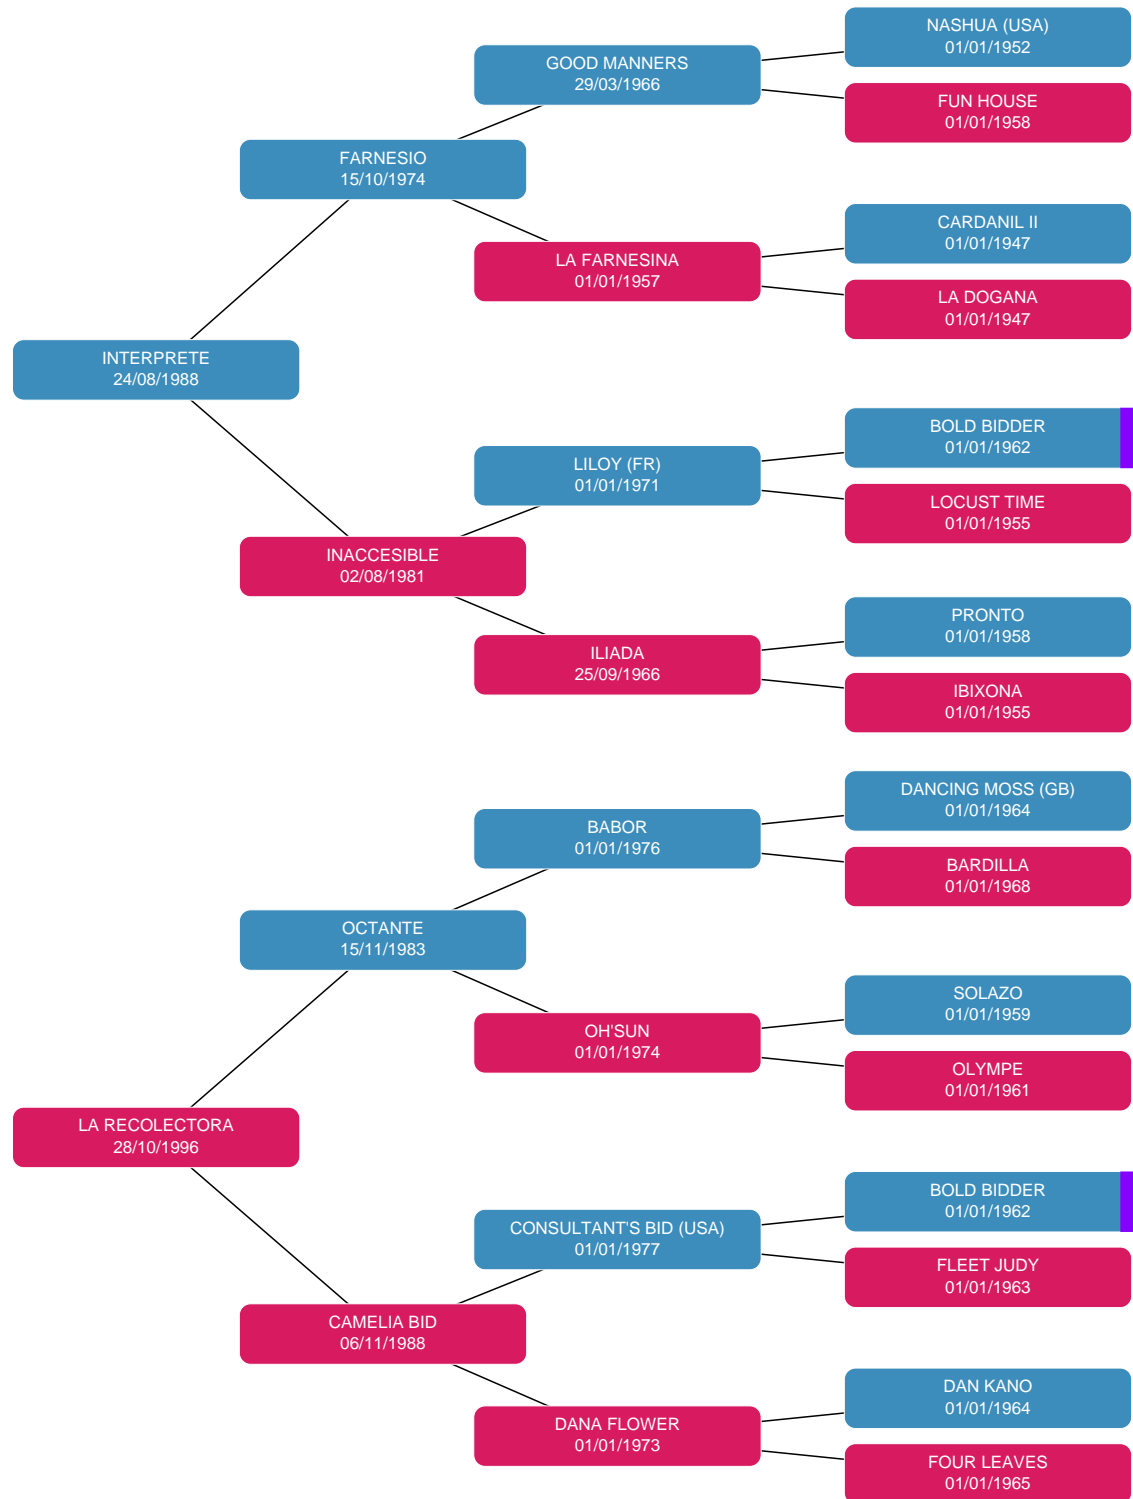 NASHUA (USA)
01/01/1952
GOOD MANNERS
29/03/1966
FUN HOUSE
01/01/1958
FARNESIO
15/10/1974
CARDANIL II
01/01/1947
LA FARNESINA
01/01/1957
LA DOGANA
01/01/1947
INTERPRETE
24/08/1988
BOLD BIDDER
01/01/1962
LILOY (FR)
01/01/1971
LOCUST TIME
01/01/1955
INACCESIBLE
02/08/1981
PRONTO
01/01/1958
ILIADA
25/09/1966
IBIXONA
01/01/1955
DANCING MOSS (GB)
01/01/1964
BABOR
01/01/1976
BARDILLA
01/01/1968
OCTANTE
15/11/1983
SOLAZO
01/01/1959
OH'SUN
01/01/1974
OLYMPE
01/01/1961
LA RECOLECTORA
28/10/1996
BOLD BIDDER
01/01/1962
CONSULTANT'S BID (USA)
01/01/1977
FLEET JUDY
01/01/1963
CAMELIA BID
06/11/1988
DAN KANO
01/01/1964
DANA FLOWER
01/01/1973
FOUR LEAVES
01/01/1965